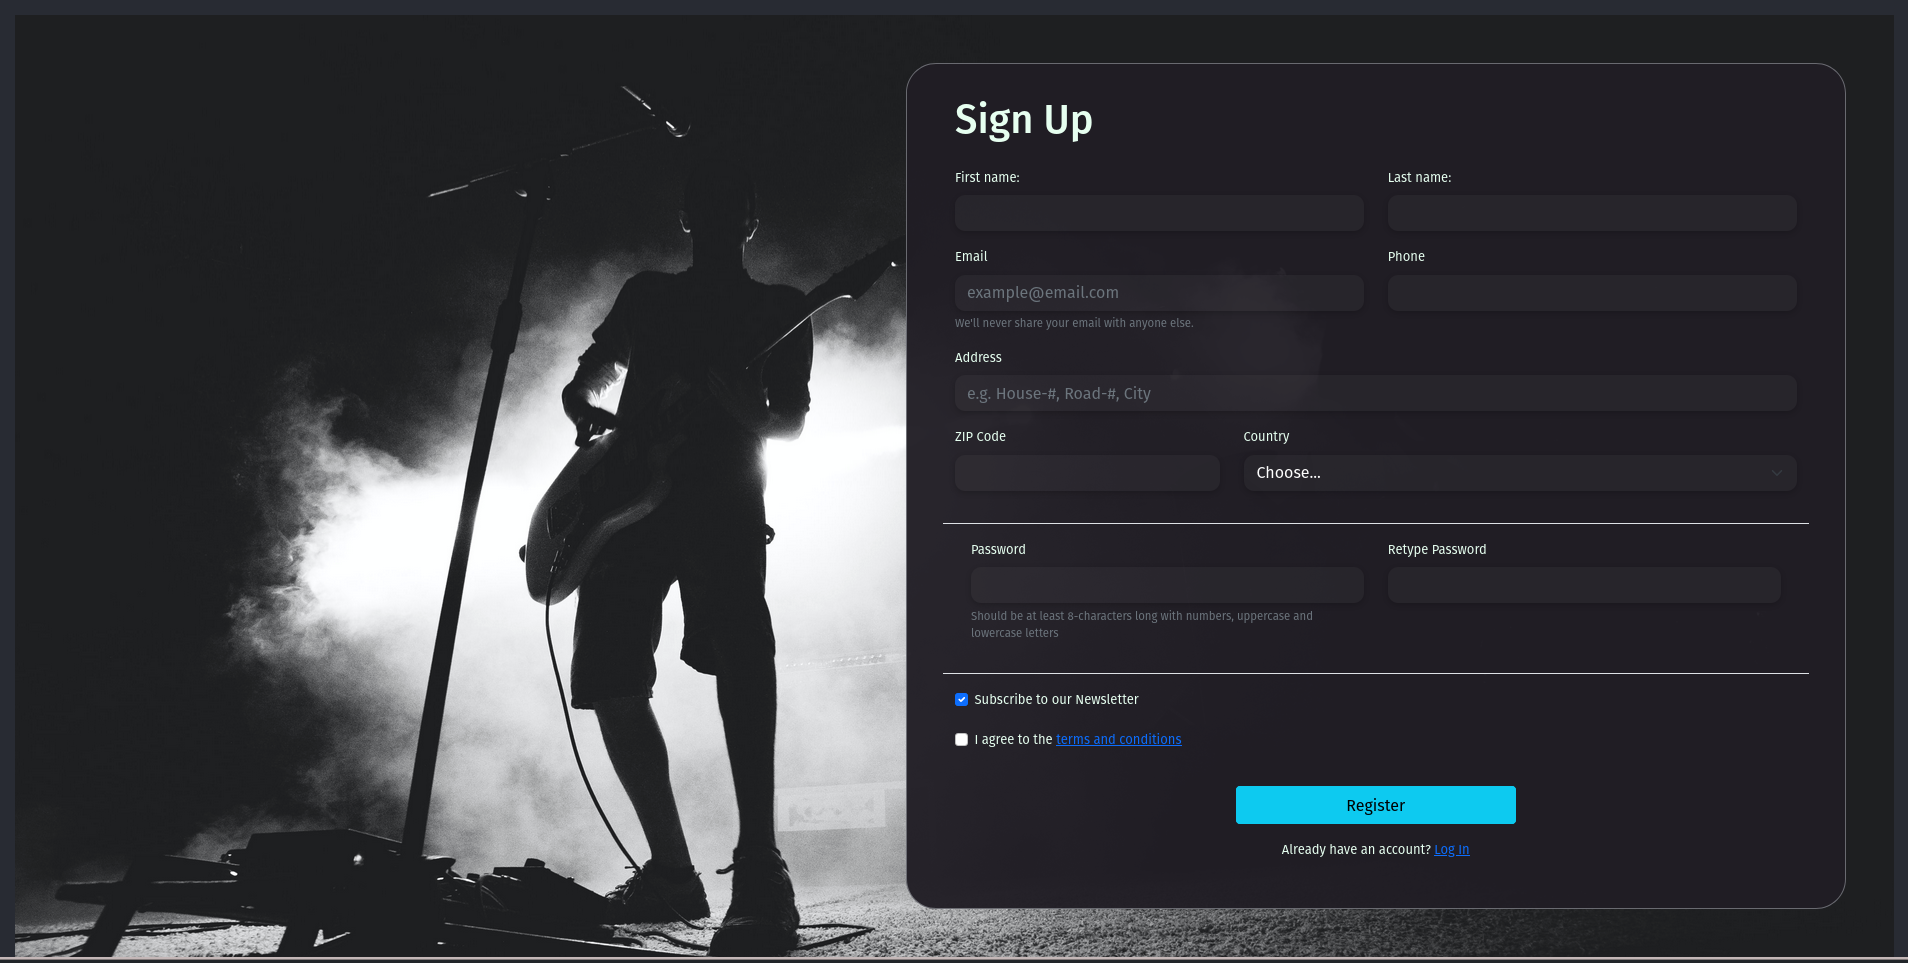 Sign Up
First name:
Last name:
Email
Phone
example@email.com
We'll never share your email with anyone else.
Address
e.g. House-#, Road-#, City
ZIP Code
Country
Choose...
Password
Retype Password
Should be at least 8-characters long with numbers, uppercase and
lowercase letters
Subscribe to our Newsletter
I agree to the terms and conditions
Register
Already have an account? Log In